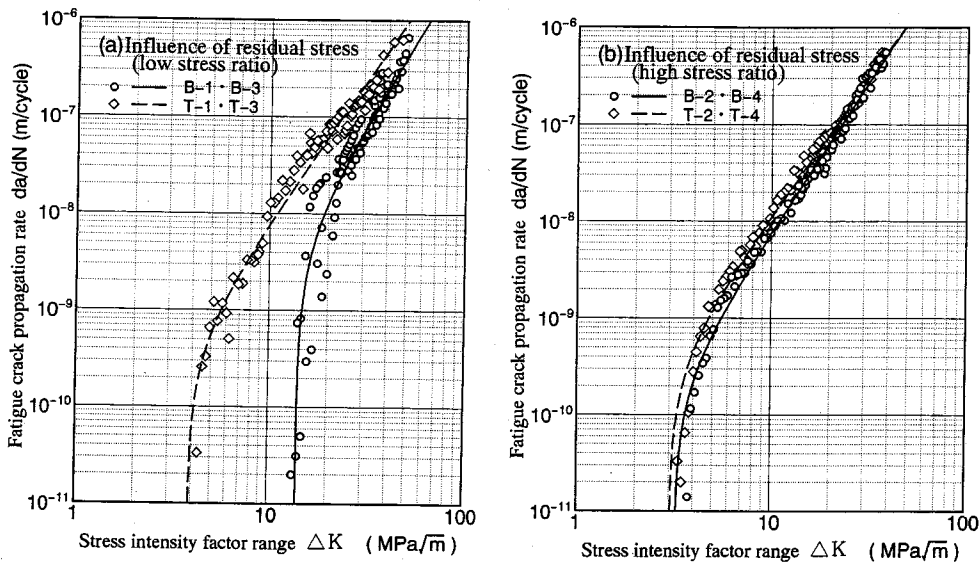 (a)Influence of residual stress
(low stress ratio)
B-1・B-3
T-1・T-3
Fatigue crack propagation rate da/dN (m/cycle)
10⁻⁶
10⁻⁷
10⁻⁸
10⁻⁹
10⁻¹⁰
10⁻¹¹
1
10
100
Stress intensity factor range △K (MPa√m)
(b)Influence of residual stress
(high stress ratio)
B-2・B-4
T-2・T-4
Fatigue crack propagation rate da/dN (m/cycle)
10⁻⁶
10⁻⁷
10⁻⁸
10⁻⁹
10⁻¹⁰
10⁻¹¹
1
10
100
Stress intensity factor range △K (MPa√m)